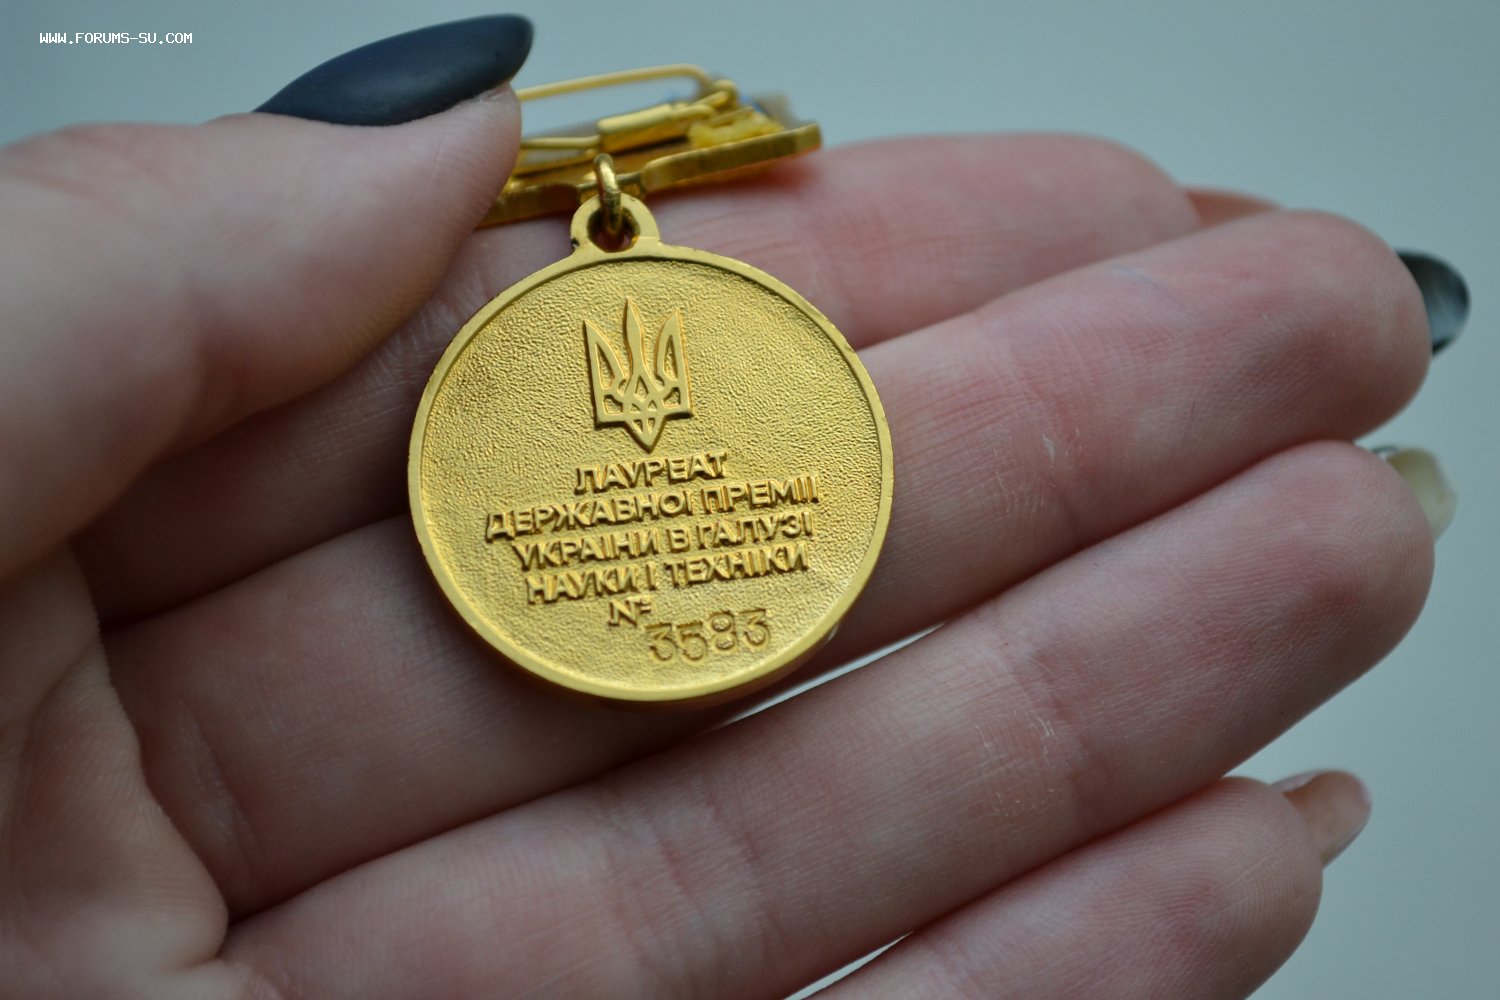 WWW.FORUMS-SU.COM
ЛАУРЕАТ
ДЕРЖАВНОЇ ПРЕМІЇ
УКРАЇНИ В ГАЛУЗІ
НАУКИ І ТЕХНІКИ
№
3583